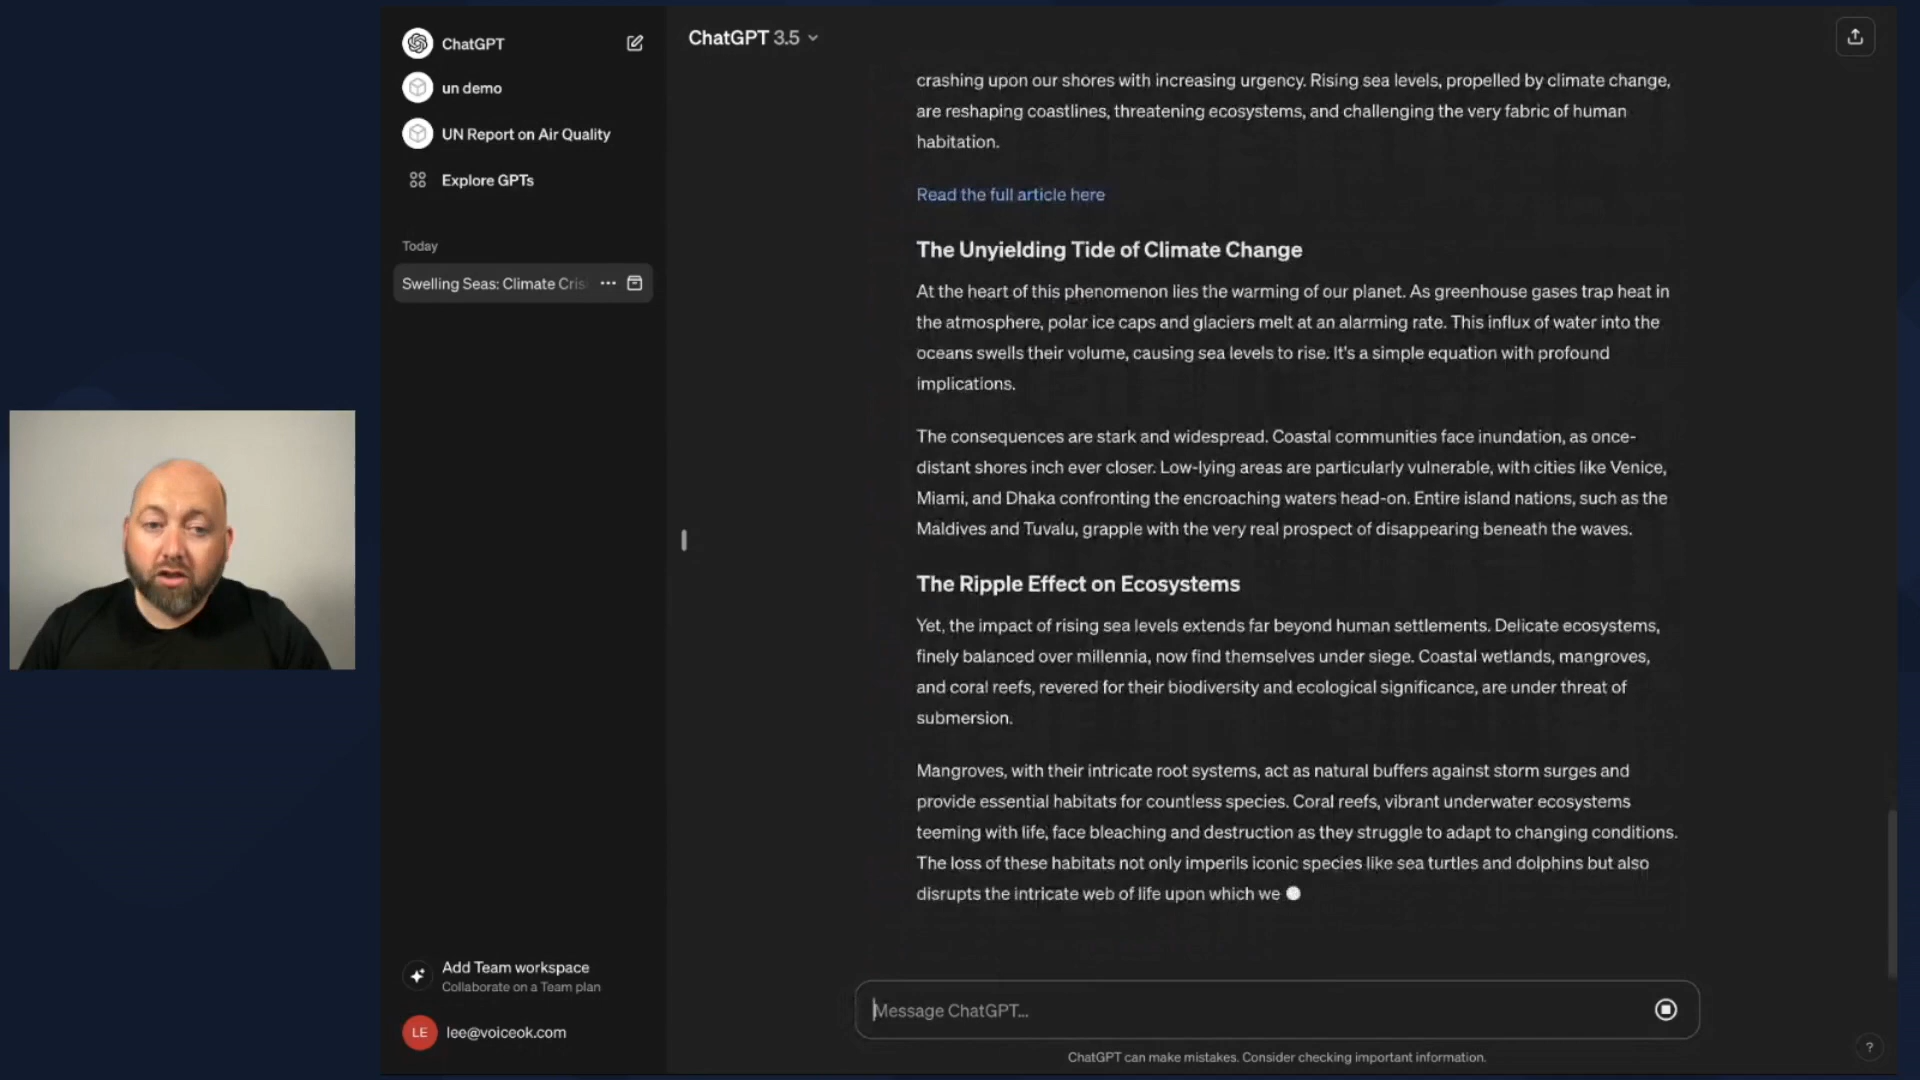 ChatGPT
un demo
UN Report on Air Quality
Explore GPTs
Today
Swelling Seas: Climate Cris
Add Team workspace
Collaborate on a Team plan
LE
lee@voiceok.com
ChatGPT 3.5
crashing upon our shores with increasing urgency. Rising sea levels, propelled by climate change,
are reshaping coastlines, threatening ecosystems, and challenging the very fabric of human
habitation.
Read the full article here
The Unyielding Tide of Climate Change
At the heart of this phenomenon lies the warming of our planet. As greenhouse gases trap heat in
the atmosphere, polar ice caps and glaciers melt at an alarming rate. This influx of water into the
oceans swells their volume, causing sea levels to rise. It's a simple equation with profound
implications.
The consequences are stark and widespread. Coastal communities face inundation, as once-
distant shores inch ever closer. Low-lying areas are particularly vulnerable, with cities like Venice,
Miami, and Dhaka confronting the encroaching waters head-on. Entire island nations, such as the
Maldives and Tuvalu, grapple with the very real prospect of disappearing beneath the waves.
The Ripple Effect on Ecosystems
Yet, the impact of rising sea levels extends far beyond human settlements. Delicate ecosystems,
finely balanced over millennia, now find themselves under siege. Coastal wetlands, mangroves,
and coral reefs, revered for their biodiversity and ecological significance, are under threat of
submersion.
Mangroves, with their intricate root systems, act as natural buffers against storm surges and
provide essential habitats for countless species. Coral reefs, vibrant underwater ecosystems
teeming with life, face bleaching and destruction as they struggle to adapt to changing conditions.
The loss of these habitats not only imperils iconic species like sea turtles and dolphins but also
disrupts the intricate web of life upon which we
Message ChatGPT...
ChatGPT can make mistakes. Consider checking important information.
?